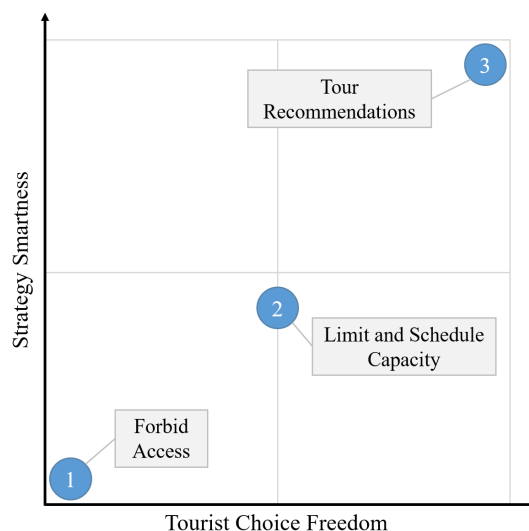 3
Tour
Recommendations
Strategy Smartness
2
Limit and Schedule
Capacity
Forbid
Access
1
Tourist Choice Freedom